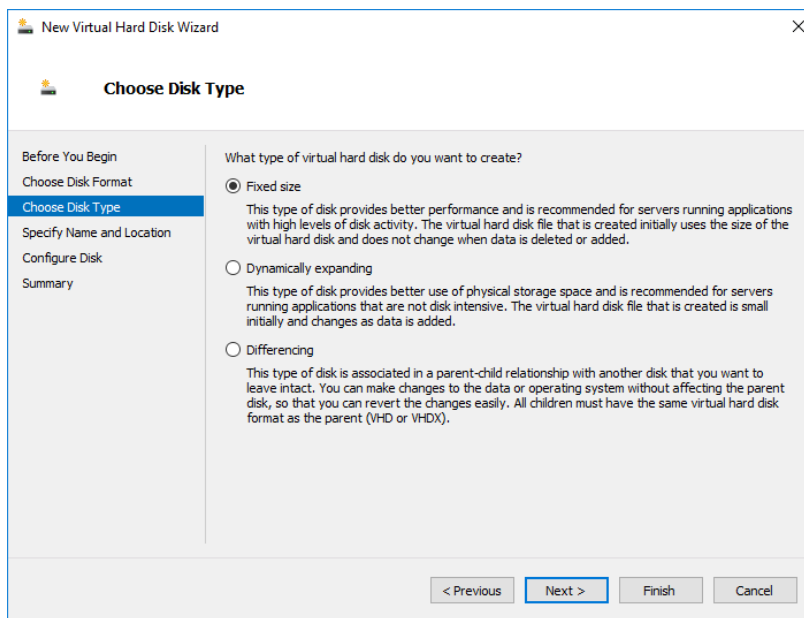 New Virtual Hard Disk Wizard
Choose Disk Type
Before You Begin
Choose Disk Format
Choose Disk Type
Specify Name and Location
Configure Disk
Summary
What type of virtual hard disk do you want to create?
Fixed size
This type of disk provides better performance and is recommended for servers running applications
with high levels of disk activity. The virtual hard disk file that is created initially uses the size of the
virtual hard disk and does not change when data is deleted or added.
Dynamically expanding
This type of disk provides better use of physical storage space and is recommended for servers
running applications that are not disk intensive. The virtual hard disk file that is created is small
initially and changes as data is added.
Differencing
This type of disk is associated in a parent-child relationship with another disk that you want to
leave intact. You can make changes to the data or operating system without affecting the parent
disk, so that you can revert the changes easily. All children must have the same virtual hard disk
format as the parent (VHD or VHDX).
< Previous
Next >
Finish
Cancel